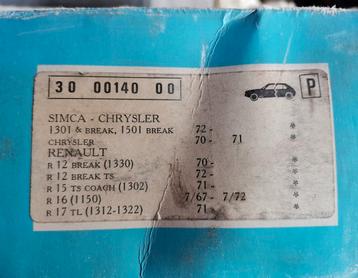 30 00140 00 P
SIMCA - CHRYSLER
1301 & BREAK, 1501 BREAK 72 - *
CHRYSLER 70 - 71 *
RENAULT
R 12 BREAK (1330) 70 - *
R 12 BREAK TS 72 - *
R 15 TS COACH (1302) 71 - *
R 16 (1150) 7/67 - 7/72 *
R 17 TL (1312-1322) 71 - *